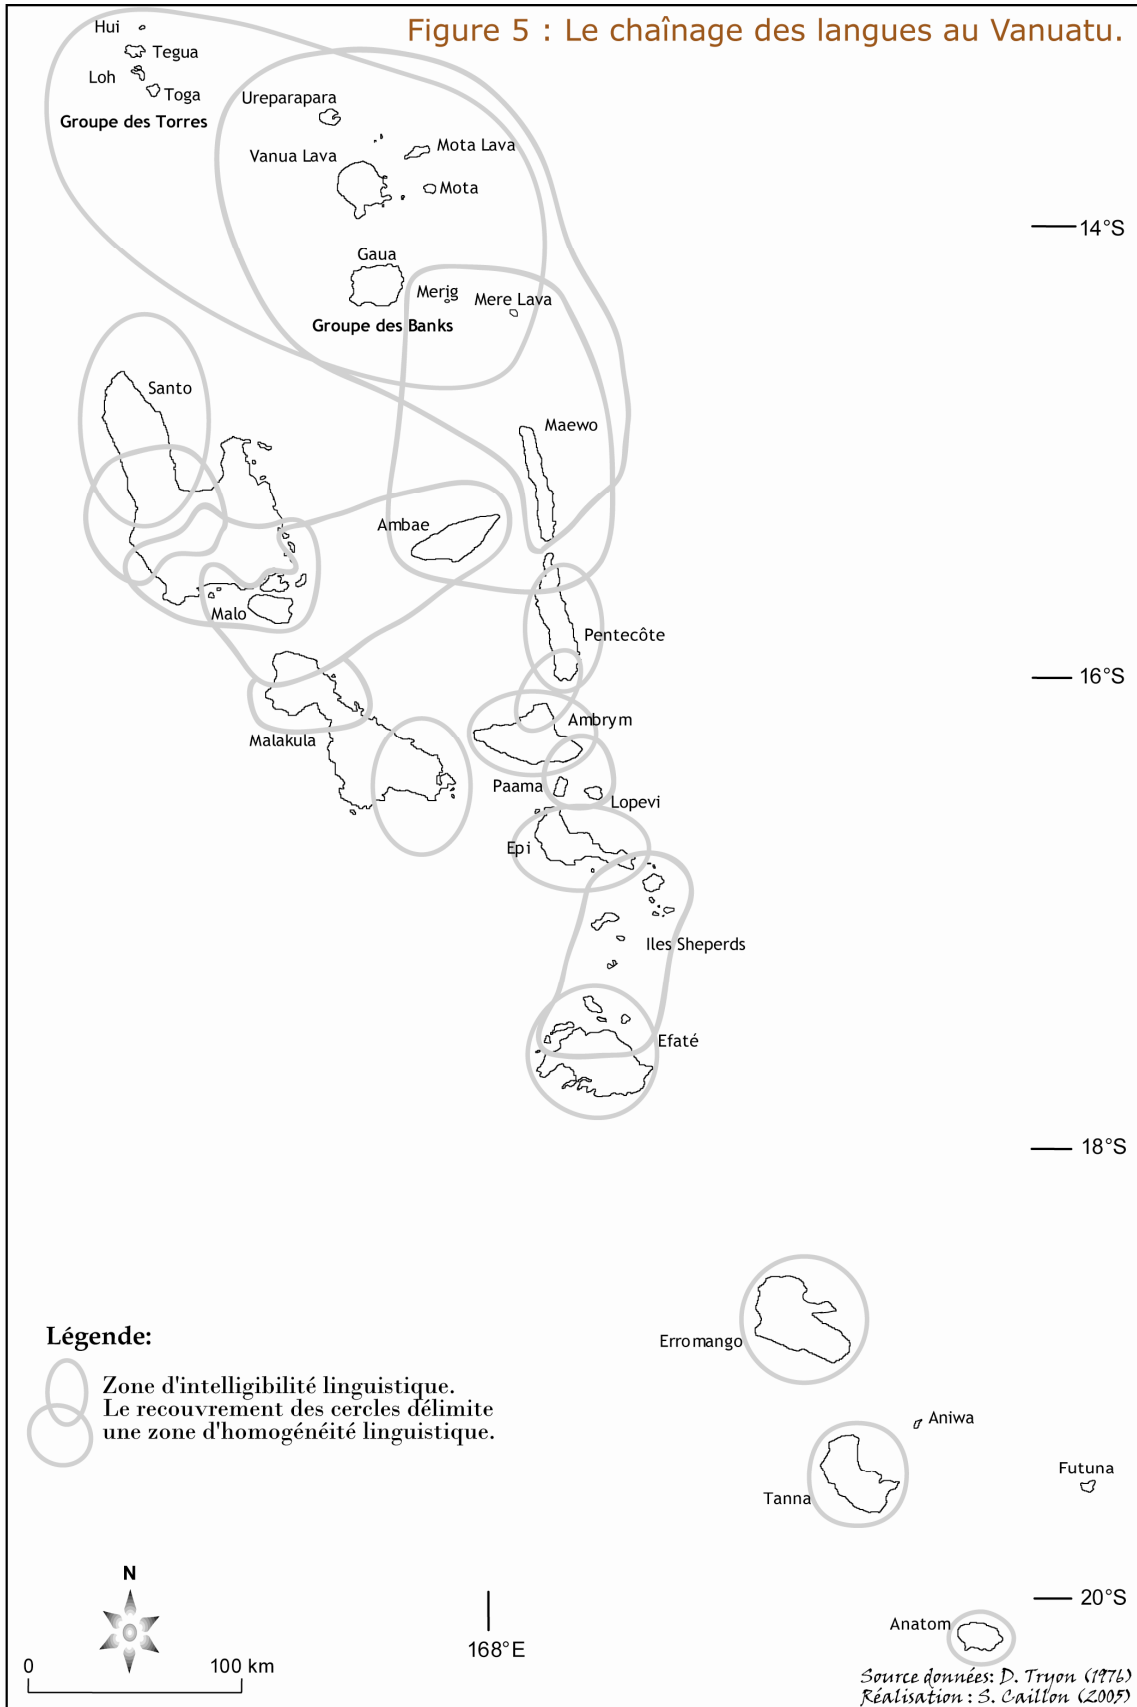 Figure 5 : Le chaînage des langues au Vanuatu.
Hui
Tegua
Loh
Toga
Groupe des Torres
Ureparapara
Vanua Lava
Mota Lava
Mota
14°S
Gaua
Merig
Mere Lava
Groupe des Banks
Santo
Maewo
Ambae
Malo
Pentecôte
16°S
Ambrym
Malakula
Paama
Lopevi
Epi
Iles Sheperds
Efaté
18°S
Erromango
Légende:
Zone d'intelligibilité linguistique.
Le recouvrement des cercles délimite
une zone d'homogénéité linguistique.
Aniwa
Futuna
Tanna
N
20°S
Anatom
168°E
0 100 km
Source données: D. Tryon (1976)
Réalisation : S. Caillon (2005)